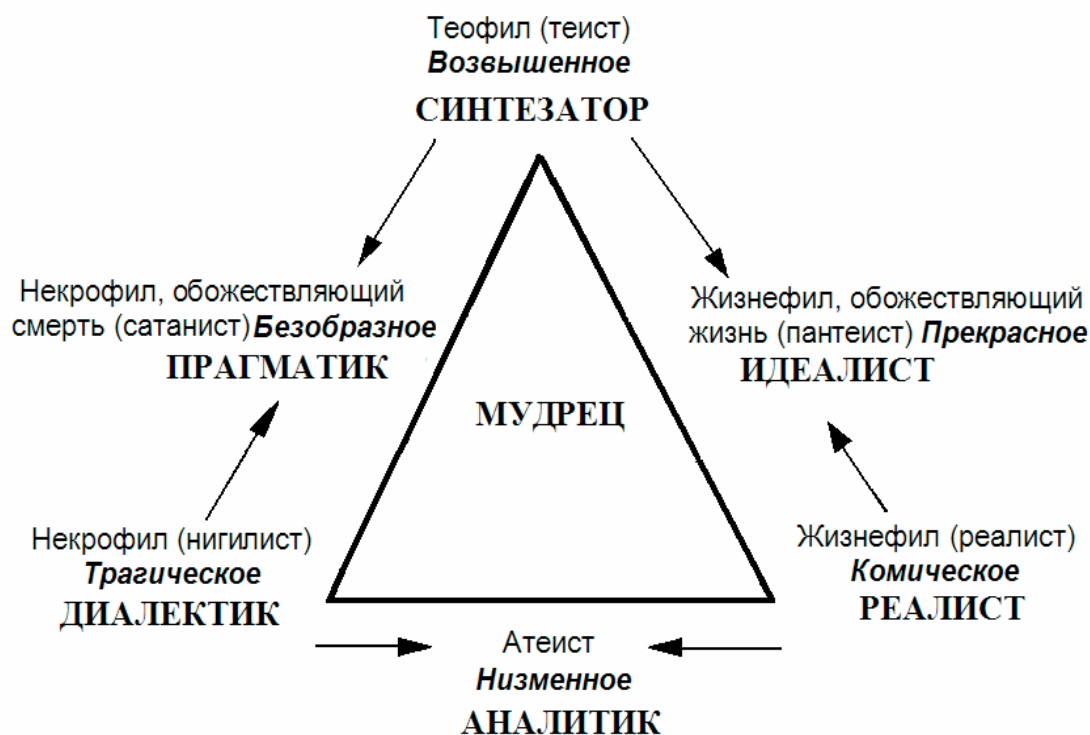 Теофил (теист)
Возвышенное
СИНТЕЗАТОР
Некрофил, обожествляющий
смерть (сатанист) Безобразное
ПРАГМАТИК
Жизнефил, обожествляющий
жизнь (пантеист) Прекрасное
ИДЕАЛИСТ
МУДРЕЦ
Некрофил (нигилист)
Трагическое
ДИАЛЕКТИК
Жизнефил (реалист)
Комическое
РЕАЛИСТ
Атеист
Низменное
АНАЛИТИК